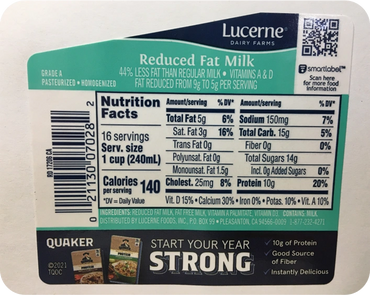 Lucerne®
DAIRY FARMS
Reduced Fat Milk
GRADE A
PASTEURIZED • HOMOGENIZED
44% LESS FAT THAN REGULAR MILK • VITAMINS A & D
FAT REDUCED FROM 9g TO 5g PER SERVING
smartlabel™
Scan here
for more food
information
Nutrition
Facts
16 servings
Serv. size
1 cup (240mL)
Calories
per serving 140
Amount/serving % DV*
Total Fat 5g 6%
Sat. Fat 3g 16%
Trans Fat 0g
Polyunsat. Fat 0g
Monounsat. Fat 1.5g
Cholest. 25mg 8%
Amount/serving % DV*
Sodium 150mg 7%
Total Carb. 15g 5%
Fiber 0g 0%
Total Sugars 14g
Incl. 0g Added Sugars 0%
Protein 10g 20%
*DV = Daily Value
Vit. D 15% • Calcium 30% • Iron 0% • Potas. 10% • Vit. A 10%
INGREDIENTS: REDUCED FAT MILK, FAT FREE MILK, VITAMIN A PALMITATE, VITAMIN D3. CONTAINS: MILK.
DISTRIBUTED BY LUCERNE FOODS, INC. P.O. BOX 99 • PLEASANTON, CA 94566-0009 1-877-232-4271
0 21130 07028 2
QUAKER
©2021
TQOC
START YOUR YEAR
STRONG
✓ 10g of Protein
✓ Good Source
of Fiber
✓ Instantly Delicious